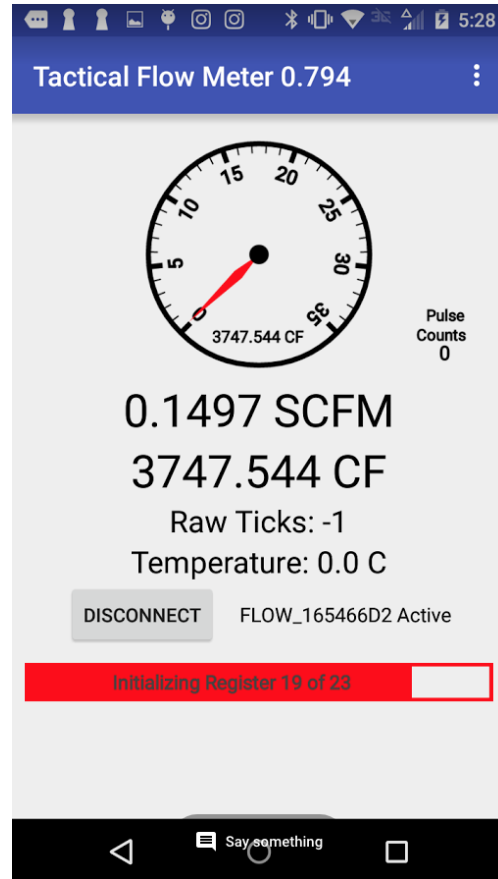 5:28
Tactical Flow Meter 0.794
0
5
10
15
20
25
30
35
3747.544 CF
Pulse
Counts
0
0.1497 SCFM
3747.544 CF
Raw Ticks: -1
Temperature: 0.0 C
DISCONNECT FLOW_165466D2 Active
Initializing Register 19 of 23
Say something